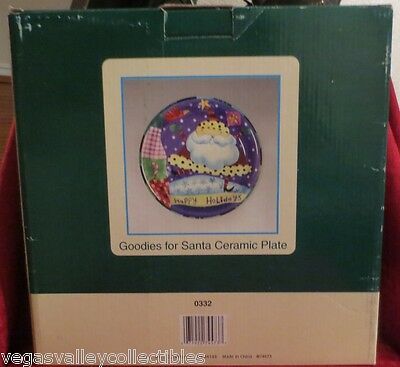 HAPPY HOLIDAYS
Goodies for Santa Ceramic Plate
0332
Made in China
vegasvalleycollectibles